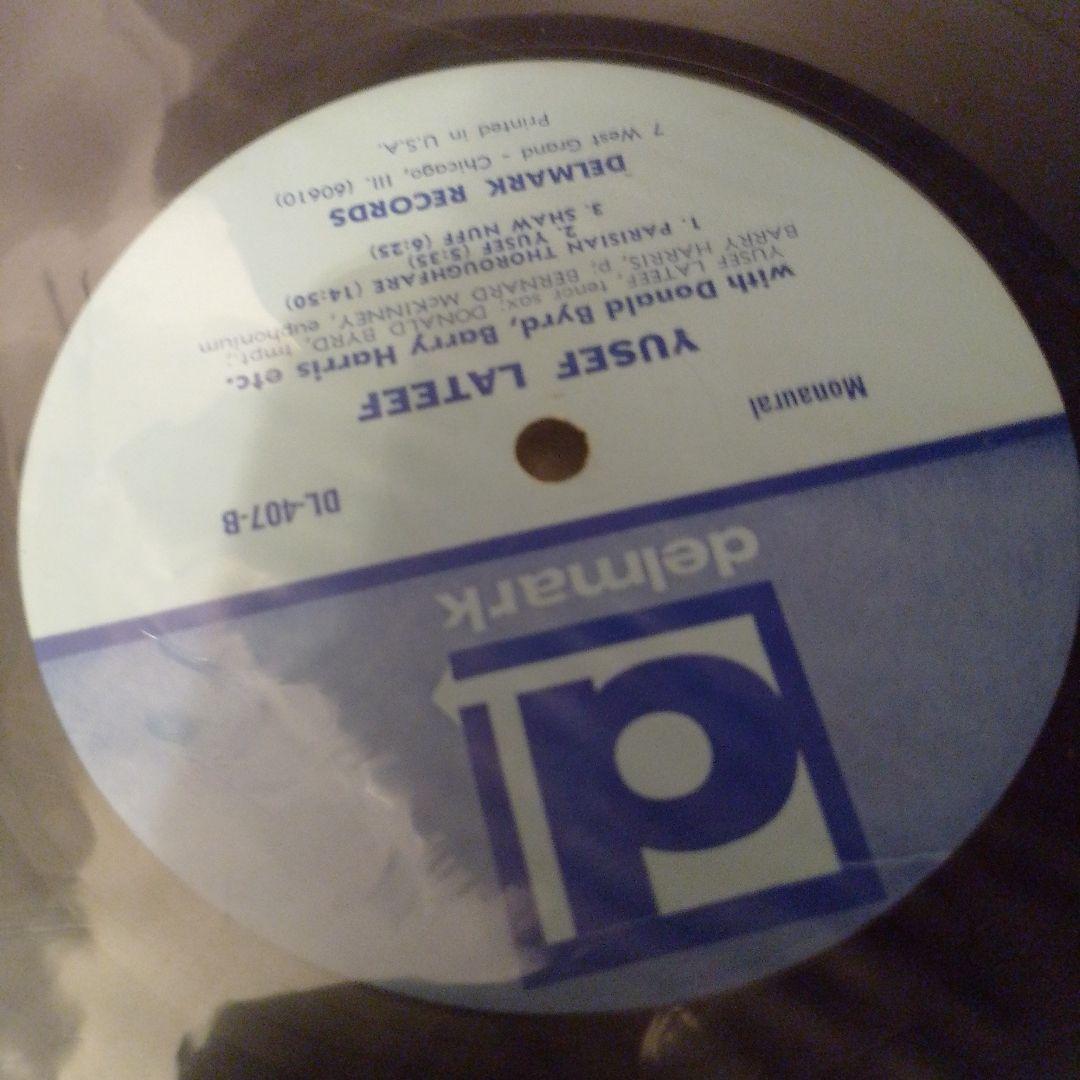 delmark
DL-407-B
Monaural
YUSEF LATEEF
with Donald Byrd, Barry Harris etc.
YUSEF LATEEF, tenor sax; DONALD BYRD, tmpt.;
BARRY HARRIS, p; BERNARD McKINNEY, euphonium
1. PARISIAN THOROUGHFARE (14:50)
2. YUSEF (5:35)
3. SHAW NUFF (6:25)
DELMARK RECORDS
7 West Grand - Chicago, Ill. (60610)
Printed in U.S.A.